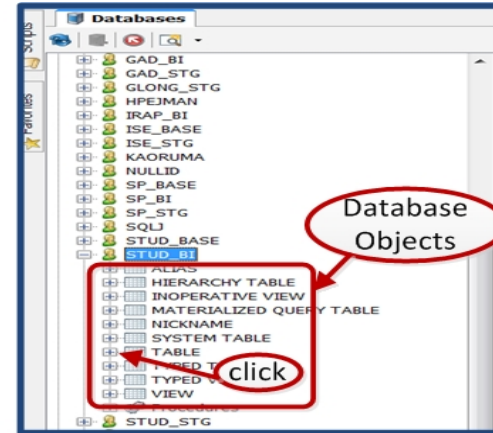 Databases
Scripts
Favorites
GAD_BI
GAD_STG
GLONG_STG
HPEJMAN
IRAP_BI
ISE_BASE
ISE_STG
KAORUMA
NULLID
SP_BASE
SP_BI
SP_STG
SQLJ
STUD_BASE
STUD_BI
ALIAS
HIERARCHY TABLE
INOPERATIVE VIEW
MATERIALIZED QUERY TABLE
NICKNAME
SYSTEM TABLE
TABLE
TYPED TABLE
TYPED
VIEW
Procedures
STUD_STG
Database
Objects
click